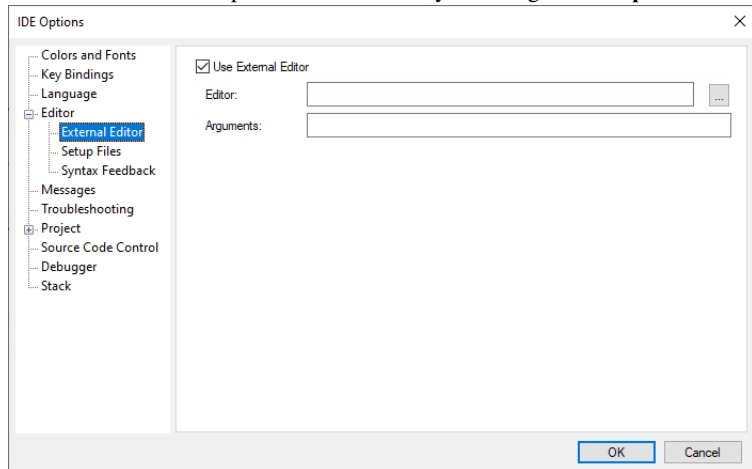 IDE Options
Colors and Fonts
Key Bindings
Language
Editor
External Editor
Setup Files
Syntax Feedback
Messages
Troubleshooting
Project
Source Code Control
Debugger
Stack
Use External Editor
Editor:
...
Arguments:
OK
Cancel